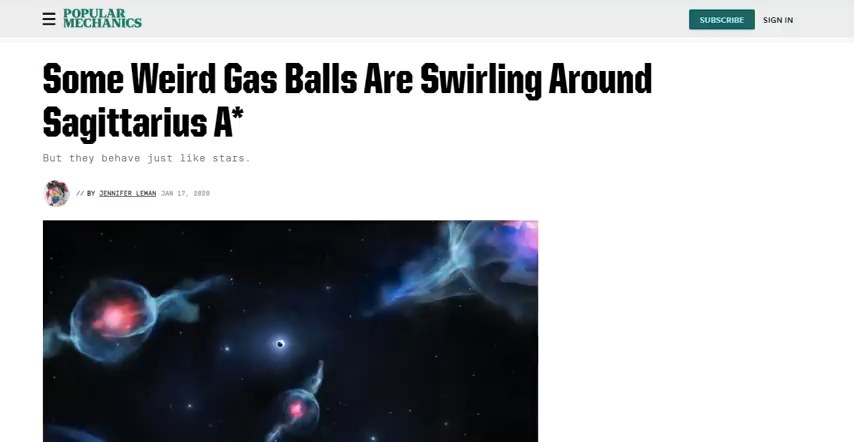 POPULAR
MECHANICS
SUBSCRIBE
SIGN IN
Some Weird Gas Balls Are Swirling Around
Sagittarius A*
But they behave just like stars.
// BY JENNIFER LEMAN JAN 17, 2020